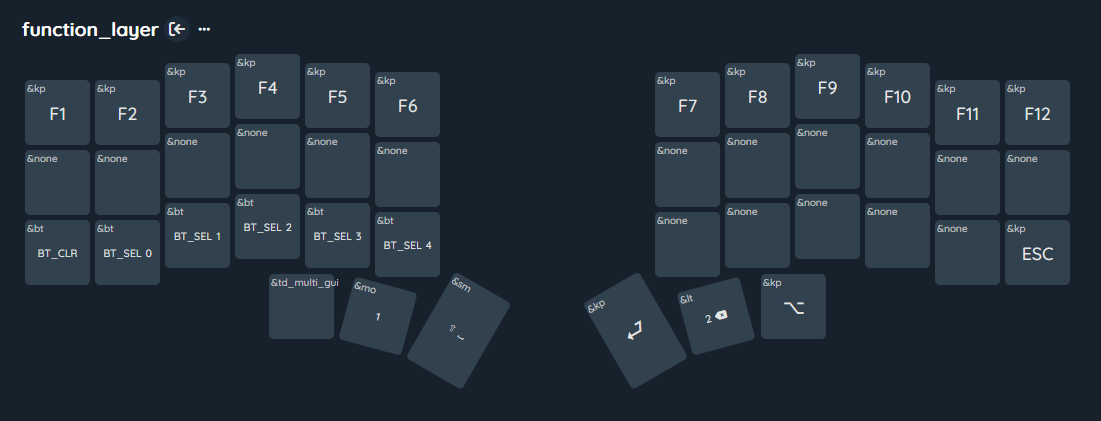 function_layer
&kp F1
&kp F2
&kp F3
&kp F4
&kp F5
&kp F6
&kp F7
&kp F8
&kp F9
&kp F10
&kp F11
&kp F12
&none
&none
&none
&none
&none
&none
&none
&none
&none
&none
&none
&none
&bt BT_CLR
&bt BT_SEL 0
&bt BT_SEL 1
&bt BT_SEL 2
&bt BT_SEL 3
&bt BT_SEL 4
&none
&none
&none
&none
&none
&kp ESC
&td_multi_gui
&mo 1
&sm ⇧ ⎵
&kp ⏎
&lt 2 ⌫
&kp ⌥